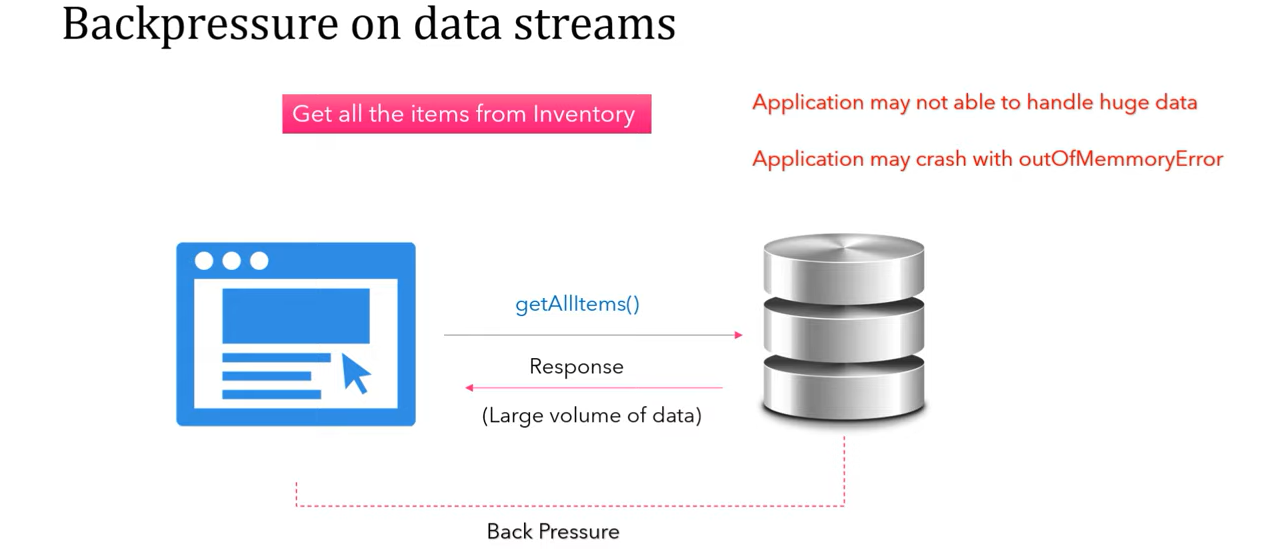 Backpressure on data streams
Get all the items from Inventory
Application may not able to handle huge data
Application may crash with outOfMemmoryError
getAllItems()
Response
(Large volume of data)
Back Pressure